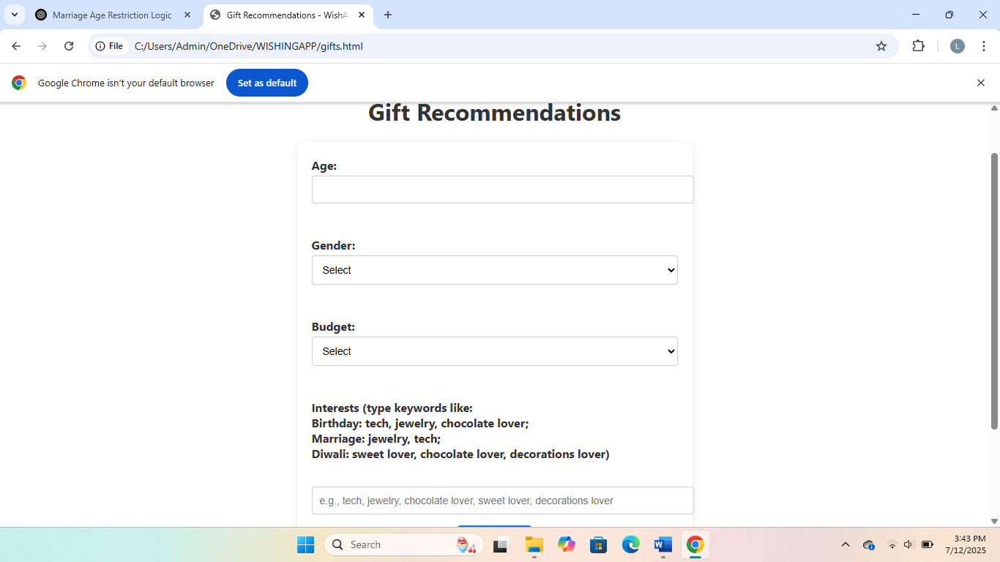 Marriage Age Restriction Logic
Gift Recommendations - WishA
File
C:/Users/Admin/OneDrive/WISHINGAPP/gifts.html
L
Google Chrome isn't your default browser
Set as default
Gift Recommendations
Age:
Gender:
Select
Budget:
Select
Interests (type keywords like:
Birthday: tech, jewelry, chocolate lover;
Marriage: jewelry, tech;
Diwali: sweet lover, chocolate lover, decorations lover)
e.g., tech, jewelry, chocolate lover, sweet lover, decorations lover
Search
3:43 PM
7/12/2025